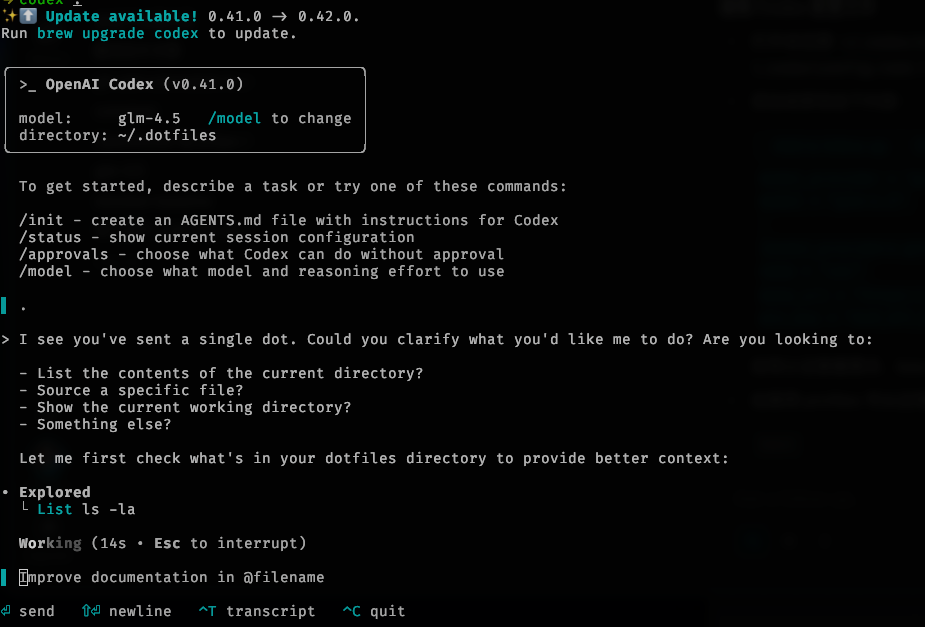 codex .
✨⬆️ Update available! 0.41.0 -> 0.42.0.
Run brew upgrade codex to update.
>_ OpenAI Codex (v0.41.0)
model:     glm-4.5   /model to change
directory: ~/.dotfiles
To get started, describe a task or try one of these commands:
/init - create an AGENTS.md file with instructions for Codex
/status - show current session configuration
/approvals - choose what Codex can do without approval
/model - choose what model and reasoning effort to use
.
> I see you've sent a single dot. Could you clarify what you'd like me to do? Are you looking to:
- List the contents of the current directory?
- Source a specific file?
- Show the current working directory?
- Something else?
Let me first check what's in your dotfiles directory to provide better context:
• Explored
└ List ls -la
Working (14s • Esc to interrupt)
Improve documentation in @filename
⏎ send   ⇧⏎ newline   ^T transcript   ^C quit